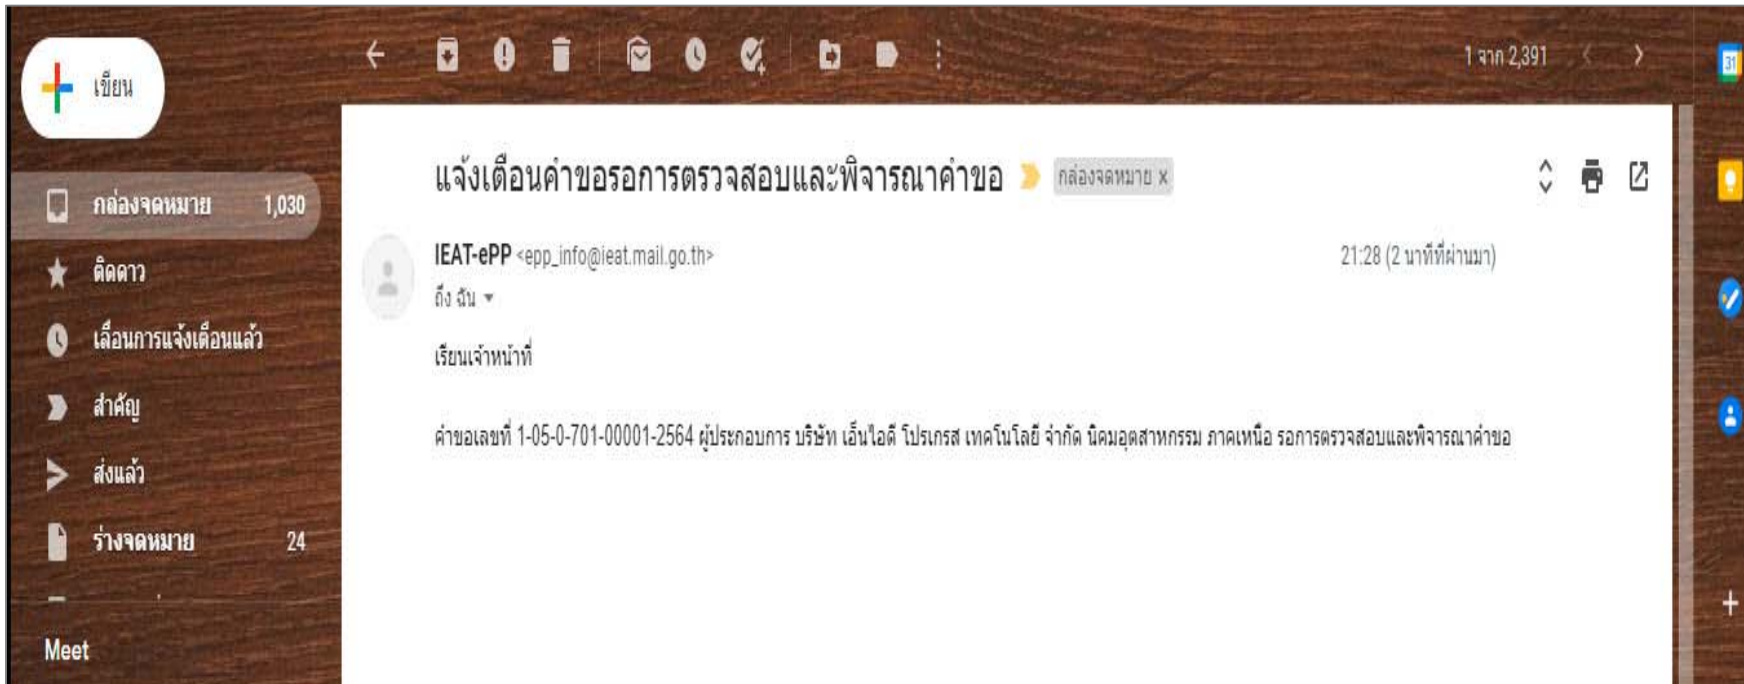 เขียน
1 จาก 2,391
31
แจ้งเตือนคำขอรอการตรวจสอบและพิจารณาคำขอ กล่องจดหมาย x
กล่องจดหมาย 1,030
IEAT-ePP <epp_info@ieat.mail.go.th> 21:28 (2 นาทีที่ผ่านมา)
ติดดาว
ถึง ฉัน
เลื่อนการแจ้งเตือนแล้ว
เรียนเจ้าหน้าที่
สำคัญ
คำขอเลขที่ 1-05-0-701-00001-2564 ผู้ประกอบการ บริษัท เอ็นไอดี โปรเกรส เทคโนโลยี จำกัด นิคมอุตสาหกรรม ภาคเหนือ รอการตรวจสอบและพิจารณาคำขอ
ส่งแล้ว
ร่างจดหมาย 24
Meet